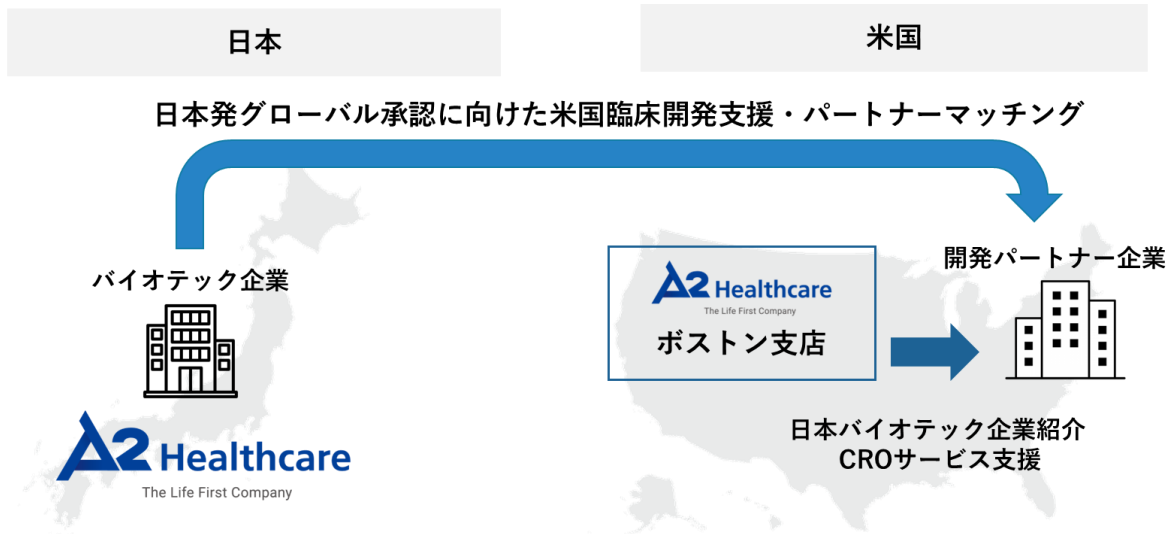 日本
米国
日本発グローバル承認に向けた米国臨床開発支援・パートナーマッチング
バイオテック企業
A2 Healthcare
The Life First Company
A2 Healthcare
The Life First Company
ボストン支店
開発パートナー企業
日本バイオテック企業紹介
CROサービス支援